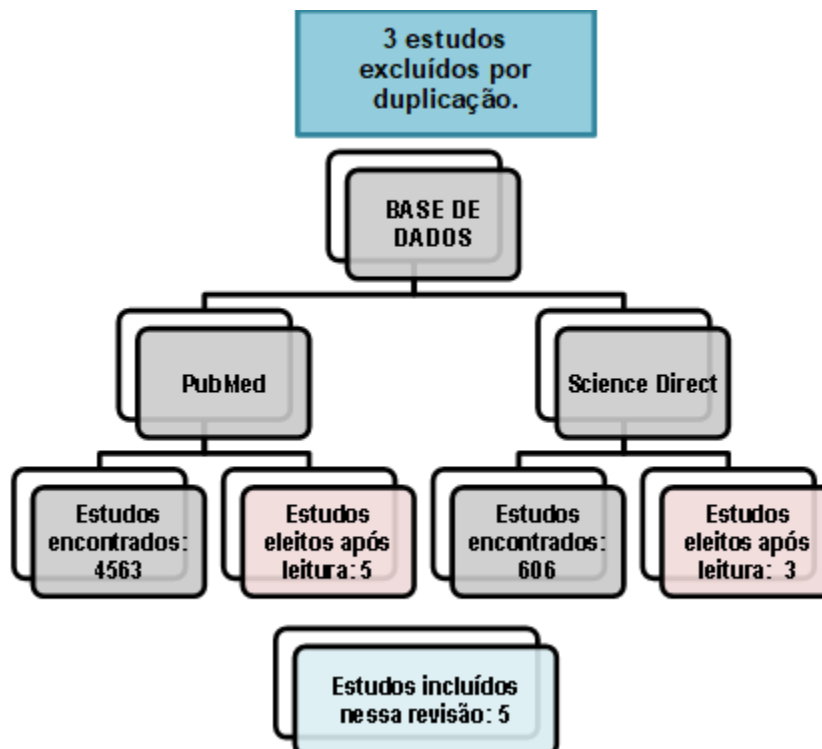 3 estudos
excluídos por
duplicação.
BASE DE
DADOS
PubMed
Science Direct
Estudos
encontrados:
4563
Estudos
eleitos após
leitura: 5
Estudos
encontrados:
606
Estudos
eleitos após
leitura: 3
Estudos incluídos
nessa revisão: 5